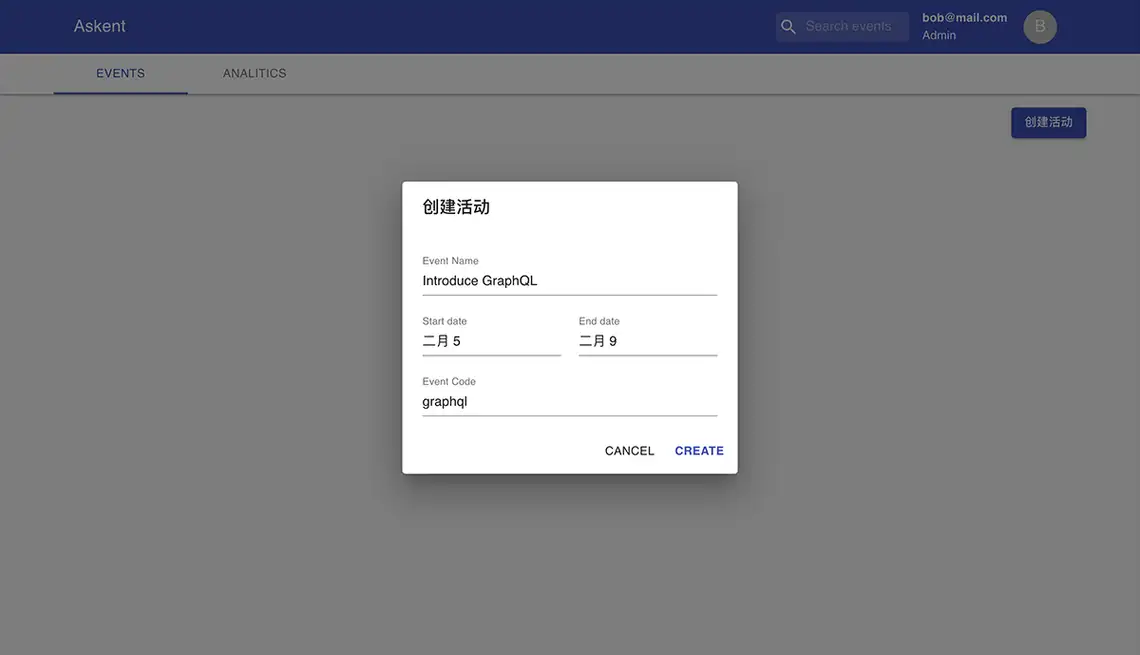 Askent
Search events
bob@mail.com
Admin
B
EVENTS
ANALITICS
创建活动
创建活动
Event Name
Introduce GraphQL
Start date
End date
二月 5
二月 9
Event Code
graphql
CANCEL
CREATE